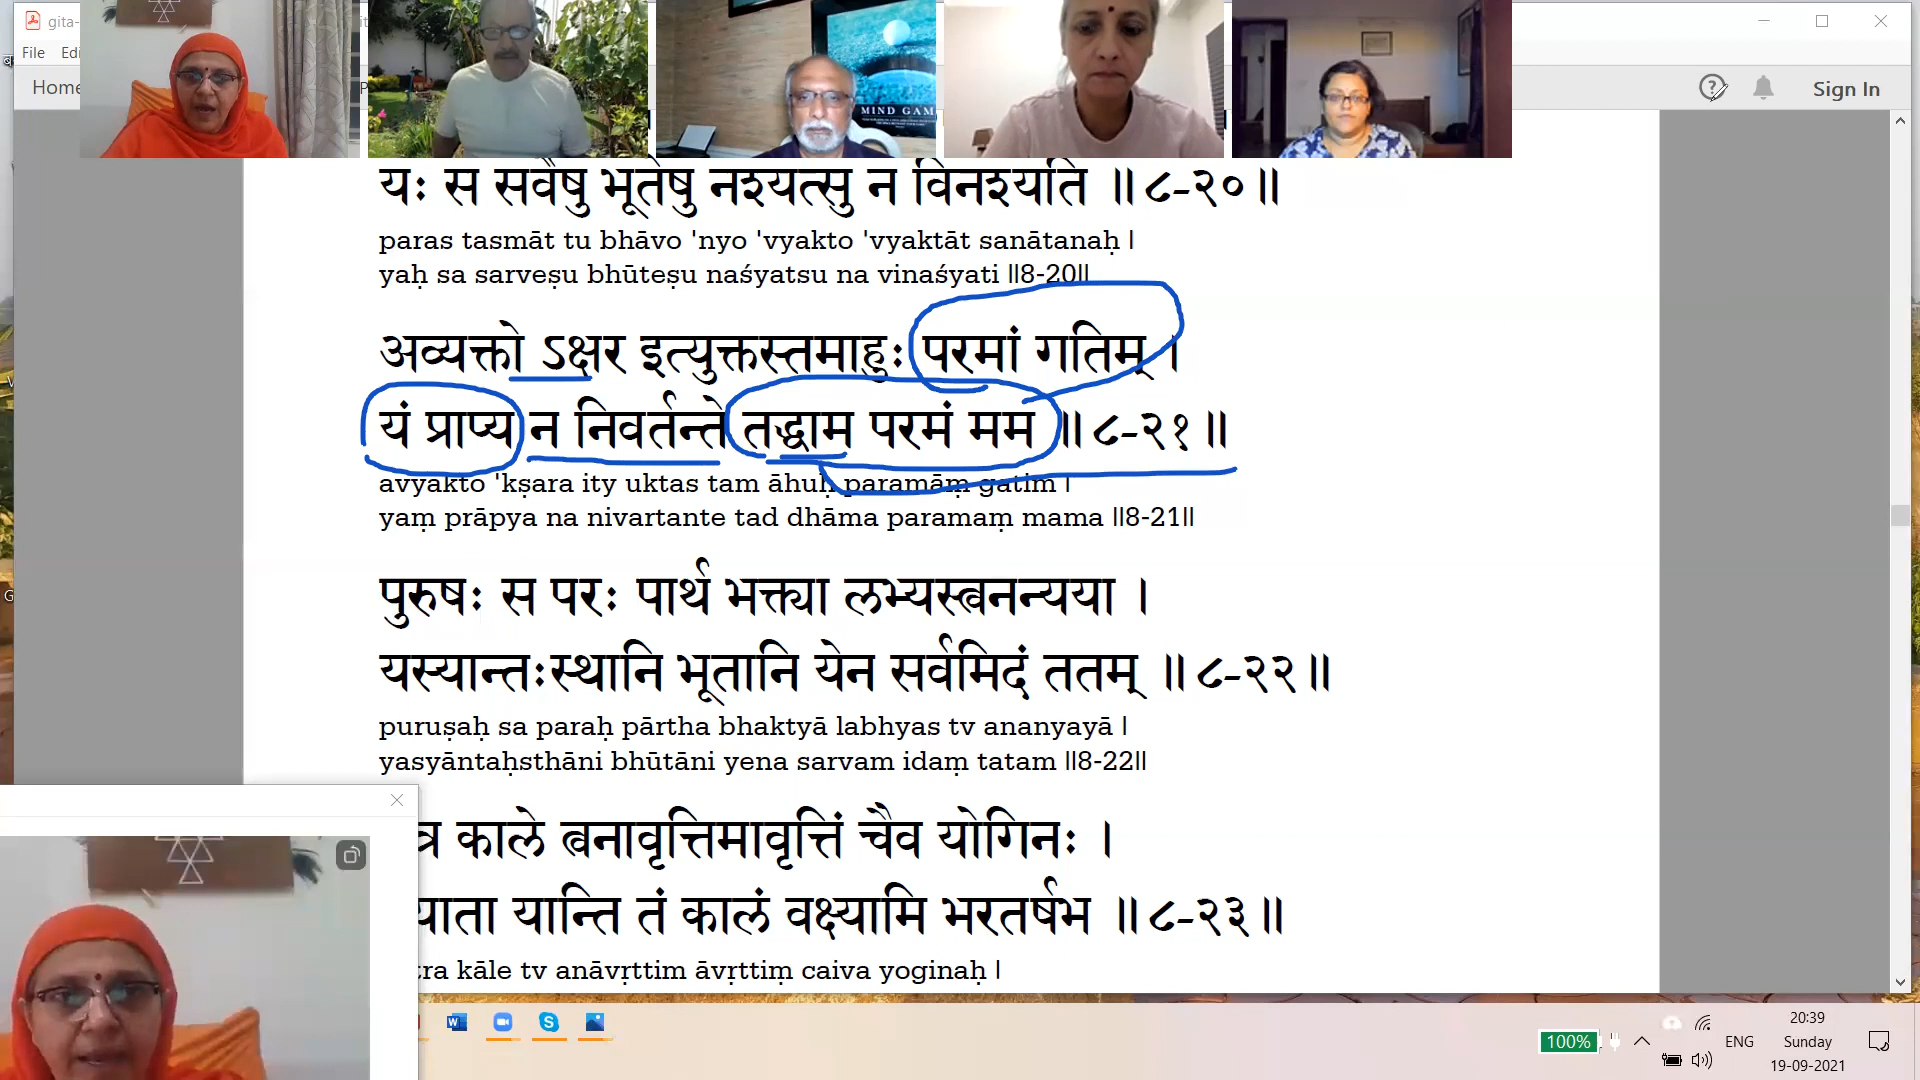 gita-
File Edi
Home
Sign In
MIND GAM
यः स सर्वेषु भूतेषु नश्यत्सु न विनश्यति ॥८-२०॥
paras tasmāt tu bhāvo 'nyo 'vyakto 'vyaktāt sanātanaḥ |
yaḥ sa sarveṣu bhūteṣu naśyatsu na vinaśyati ||8-20||
अव्यक्तो ऽक्षर इत्युक्तस्तमाहुः परमां गतिम् ।
यं प्राप्य न निवर्तन्ते तद्धाम परमं मम ॥८-२१॥
avyakto 'kṣara ity uktas tam āhuḥ paramāṃ gatim |
yaṃ prāpya na nivartante tad dhāma paramaṃ mama ||8-21||
पुरुषः स परः पार्थ भक्त्या लभ्यस्त्वनन्यया ।
यस्यान्तःस्थानि भूतानि येन सर्वमिदं ततम् ॥८-२२॥
puruṣaḥ sa paraḥ pārtha bhaktyā labhyas tv ananyayā |
yasyāntaḥsthāni bhūtāni yena sarvam idaṃ tatam ||8-22||
त्र काले त्वनावृत्तिमावृत्तिं चैव योगिनः ।
याता यान्ति तं कालं वक्ष्यामि भरतर्षभ ॥८-२३॥
tra kāle tv anāvṛttim āvṛttiṃ caiva yoginaḥ |
100%
ENG
20:39
Sunday
19-09-2021